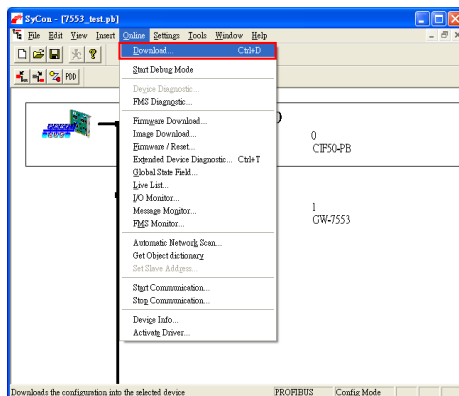 SyCon - [7553_test.pb]
File Edit View Insert Online Settings Tools Window Help
Download... Ctrl+D
Start Debug Mode
Device Diagnostic...
FMS Diagnostic...
Firmware Download...
Image Download...
Firmware / Reset...
Extended Device Diagnostic... Ctrl+T
Global State Field...
Live List...
I/O Monitor...
Message Monitor...
FMS Monitor...
Automatic Network Scan...
Get Object dictionary
Set Slave Address...
Start Communication...
Stop Communication...
Device Info...
Activate Driver...
PDD
0
CIF50-PB
1
GW-7553
Downloads the configuration into the selected device PROFIBUS Config Mode